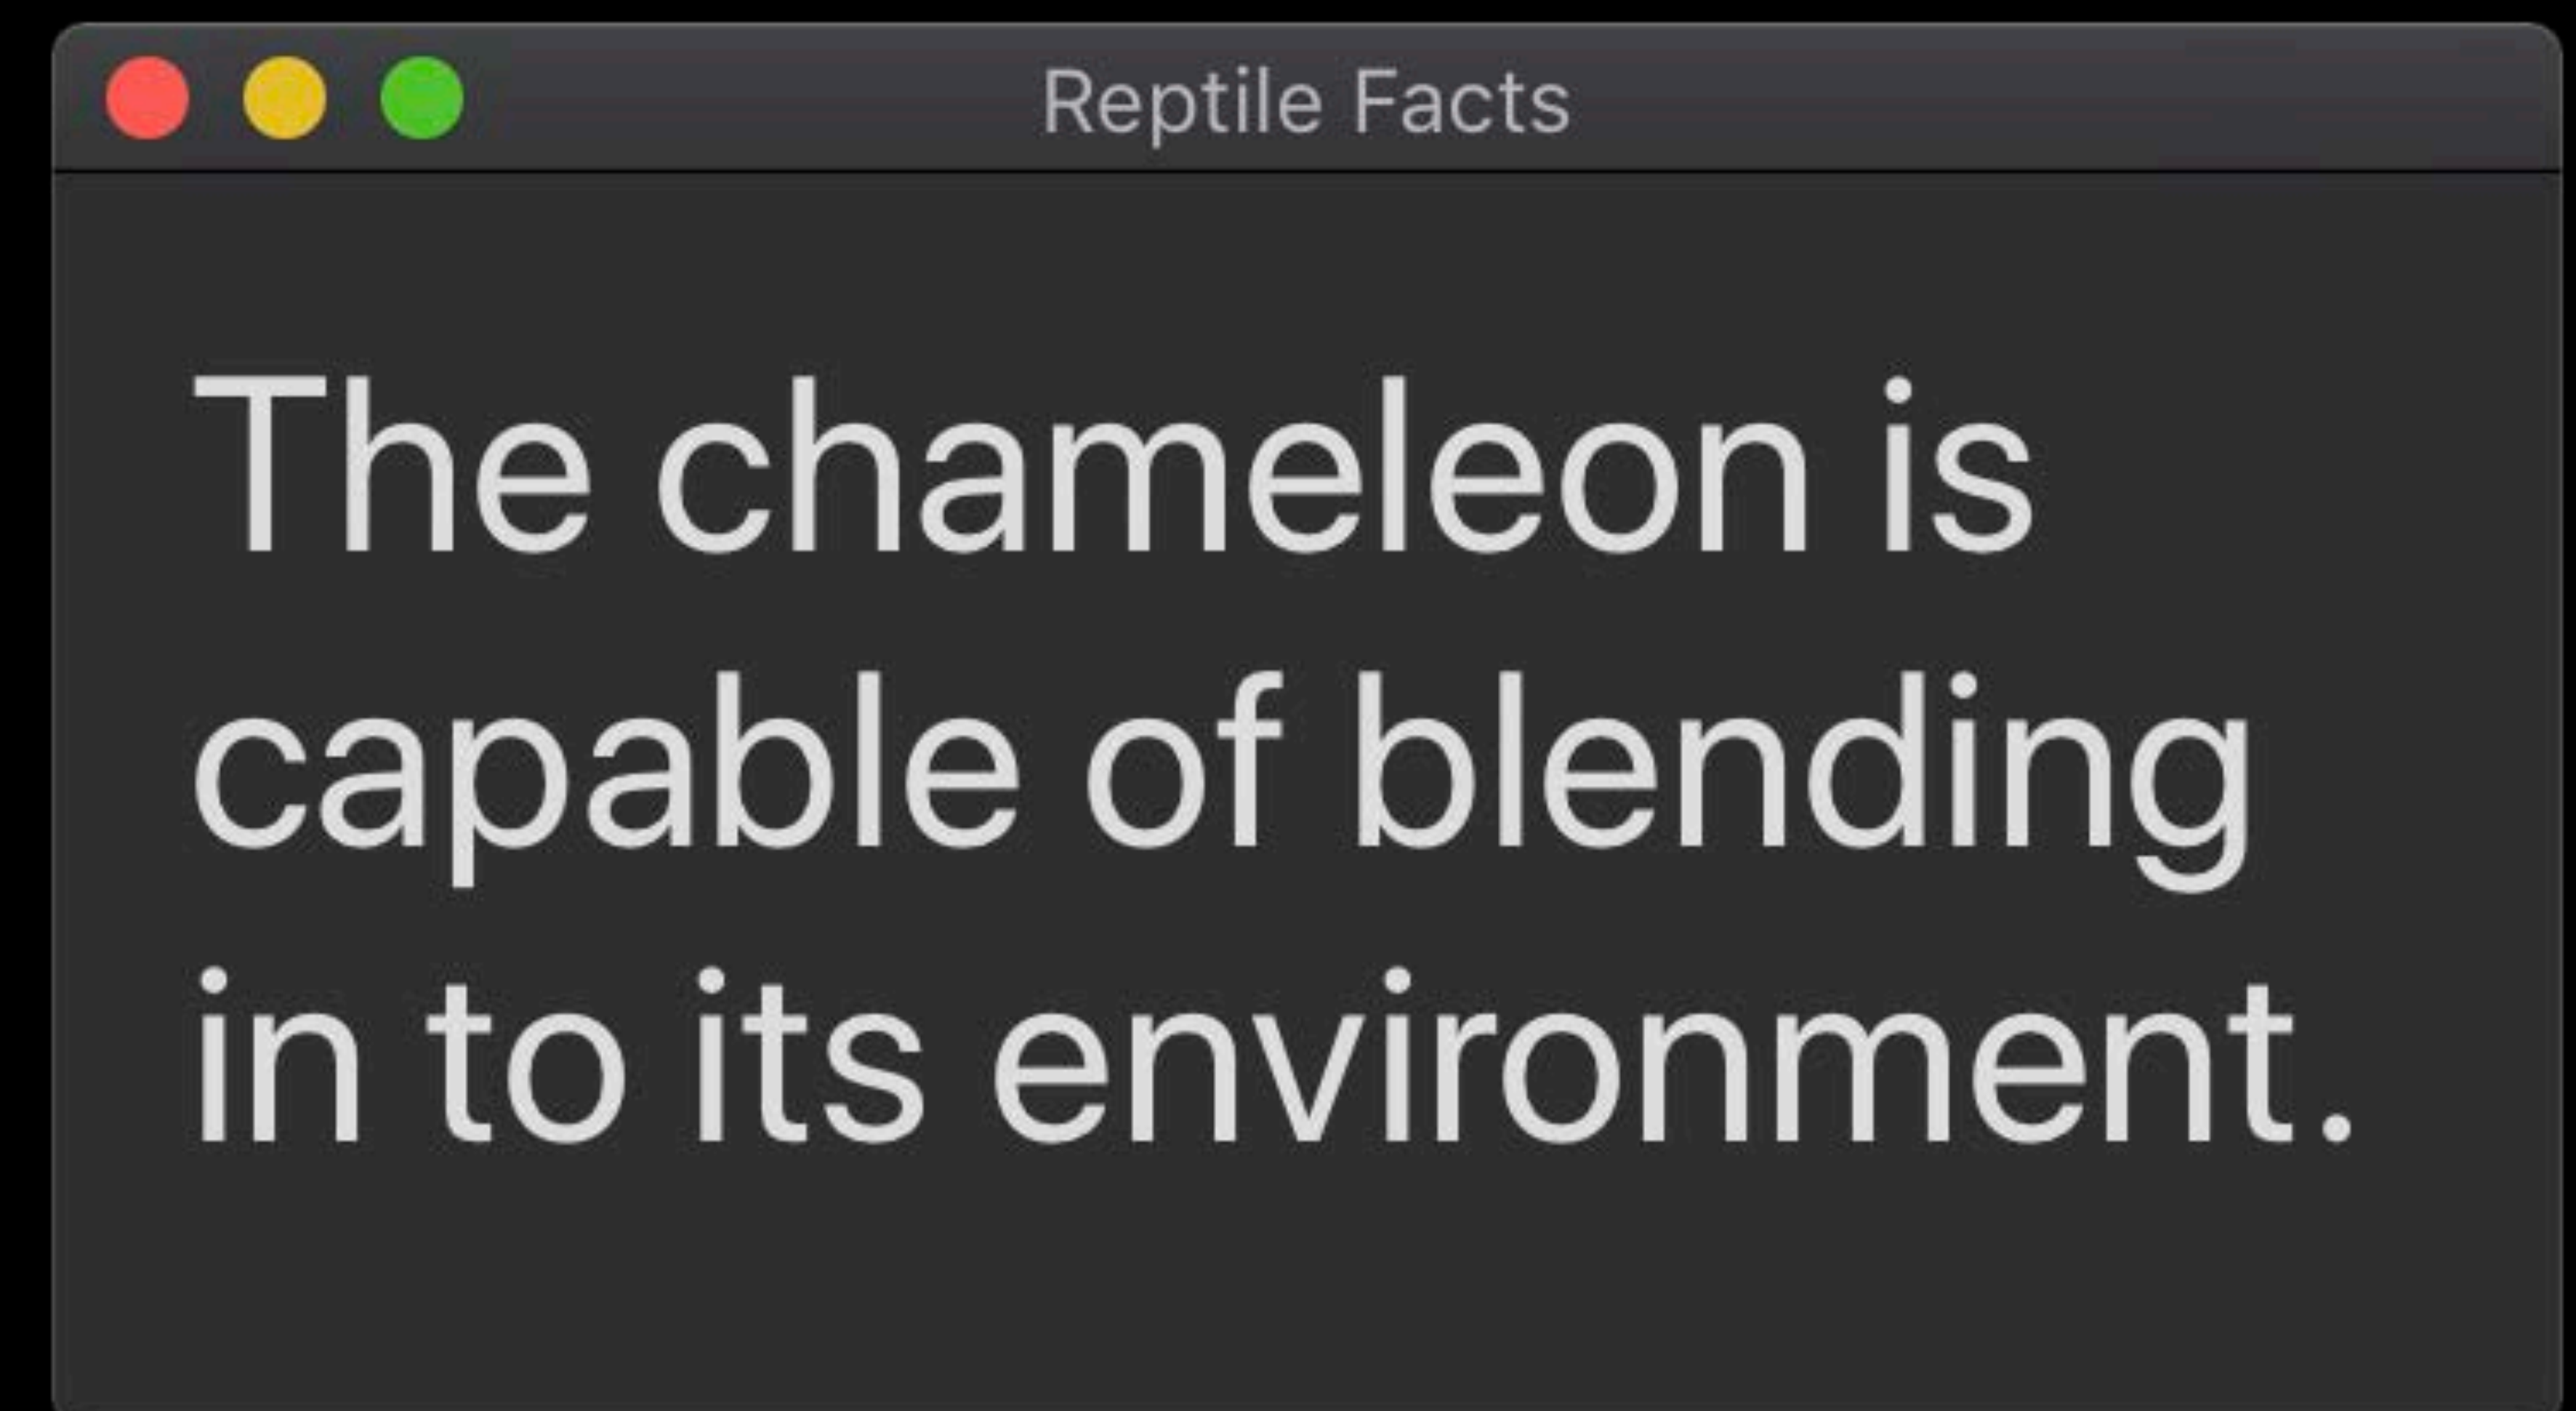 Reptile Facts
The chameleon is
capable of blending
in to its environment.